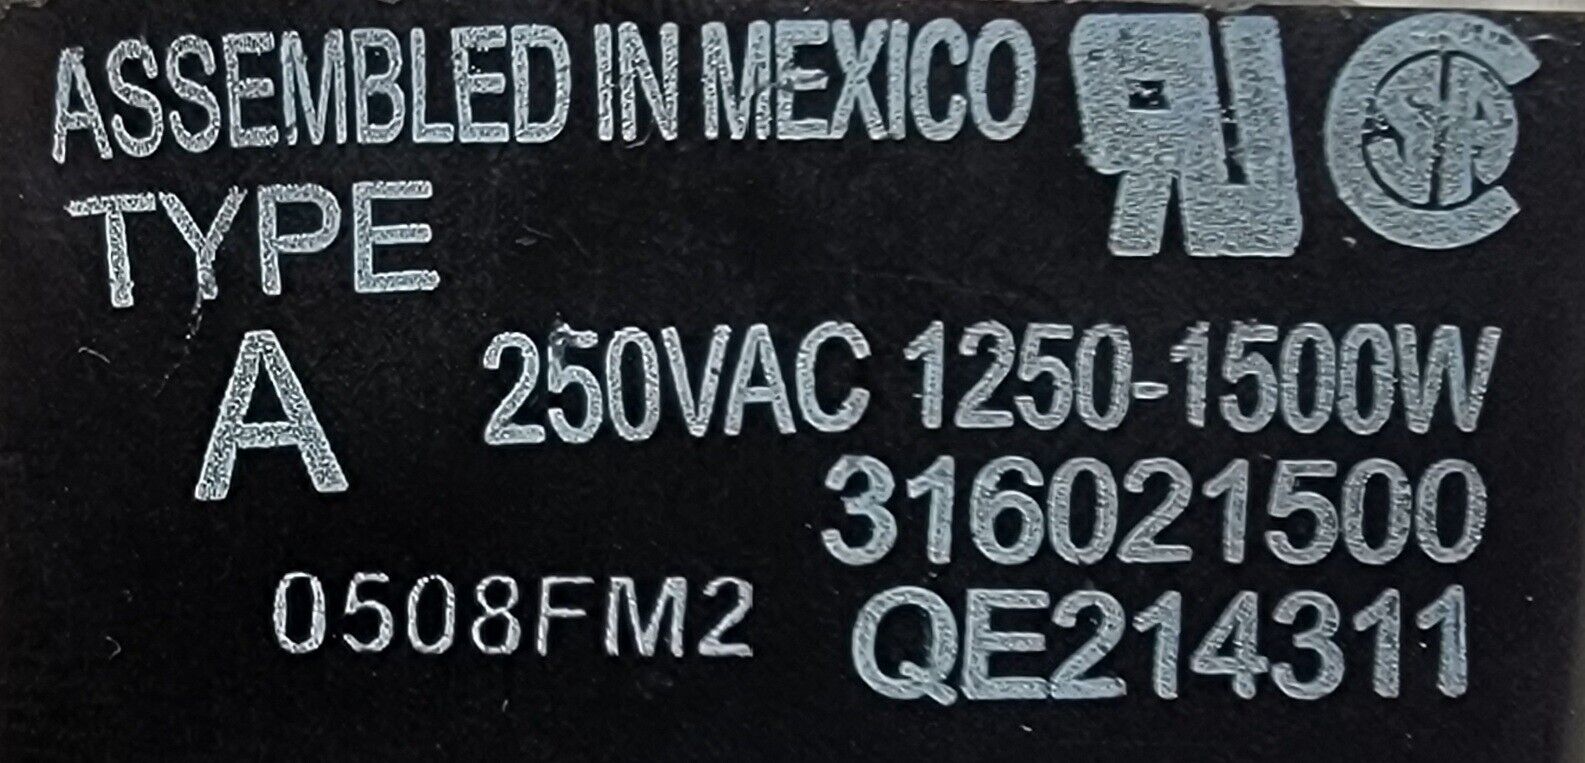 ASSEMBLED IN MEXICO
TYPE
A 250VAC 1250-1500W
316021500
0508FM2 QE214311